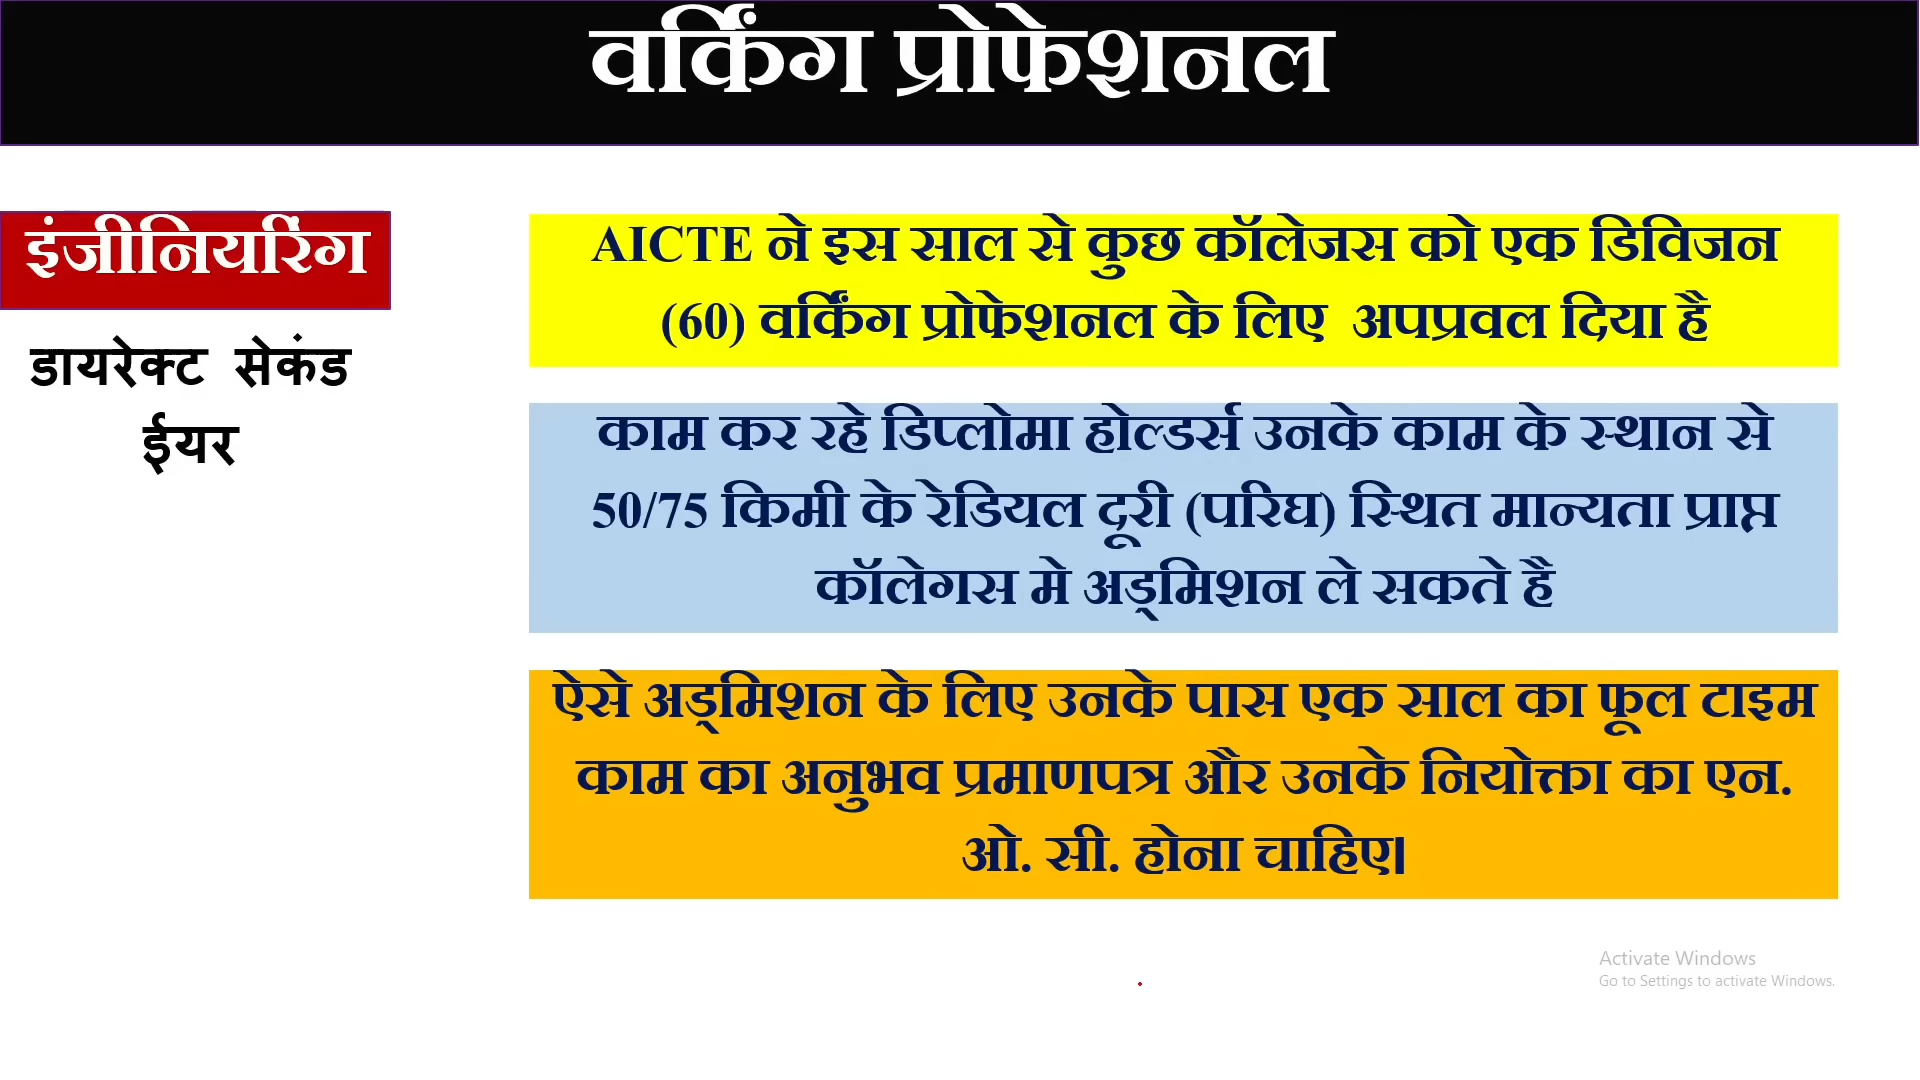 वर्किंग प्रोफेशनल
इंजीनियरिंग
डायरेक्ट सेकंड
ईयर
AICTE ने इस साल से कुछ कॉलेजस को एक डिविजन
(60) वर्किंग प्रोफेशनल के लिए अपप्रवल दिया है
काम कर रहे डिप्लोमा होल्डर्स उनके काम के स्थान से
50/75 किमी के रेडियल दूरी (परिघ) स्थित मान्यता प्राप्त
कॉलेगस मे अड्मिशन ले सकते है
ऐसे अड्मिशन के लिए उनके पास एक साल का फूल टाइम
काम का अनुभव प्रमाणपत्र और उनके नियोक्ता का एन.
ओ. सी. होना चाहिए।
Activate Windows
Go to Settings to activate Windows.